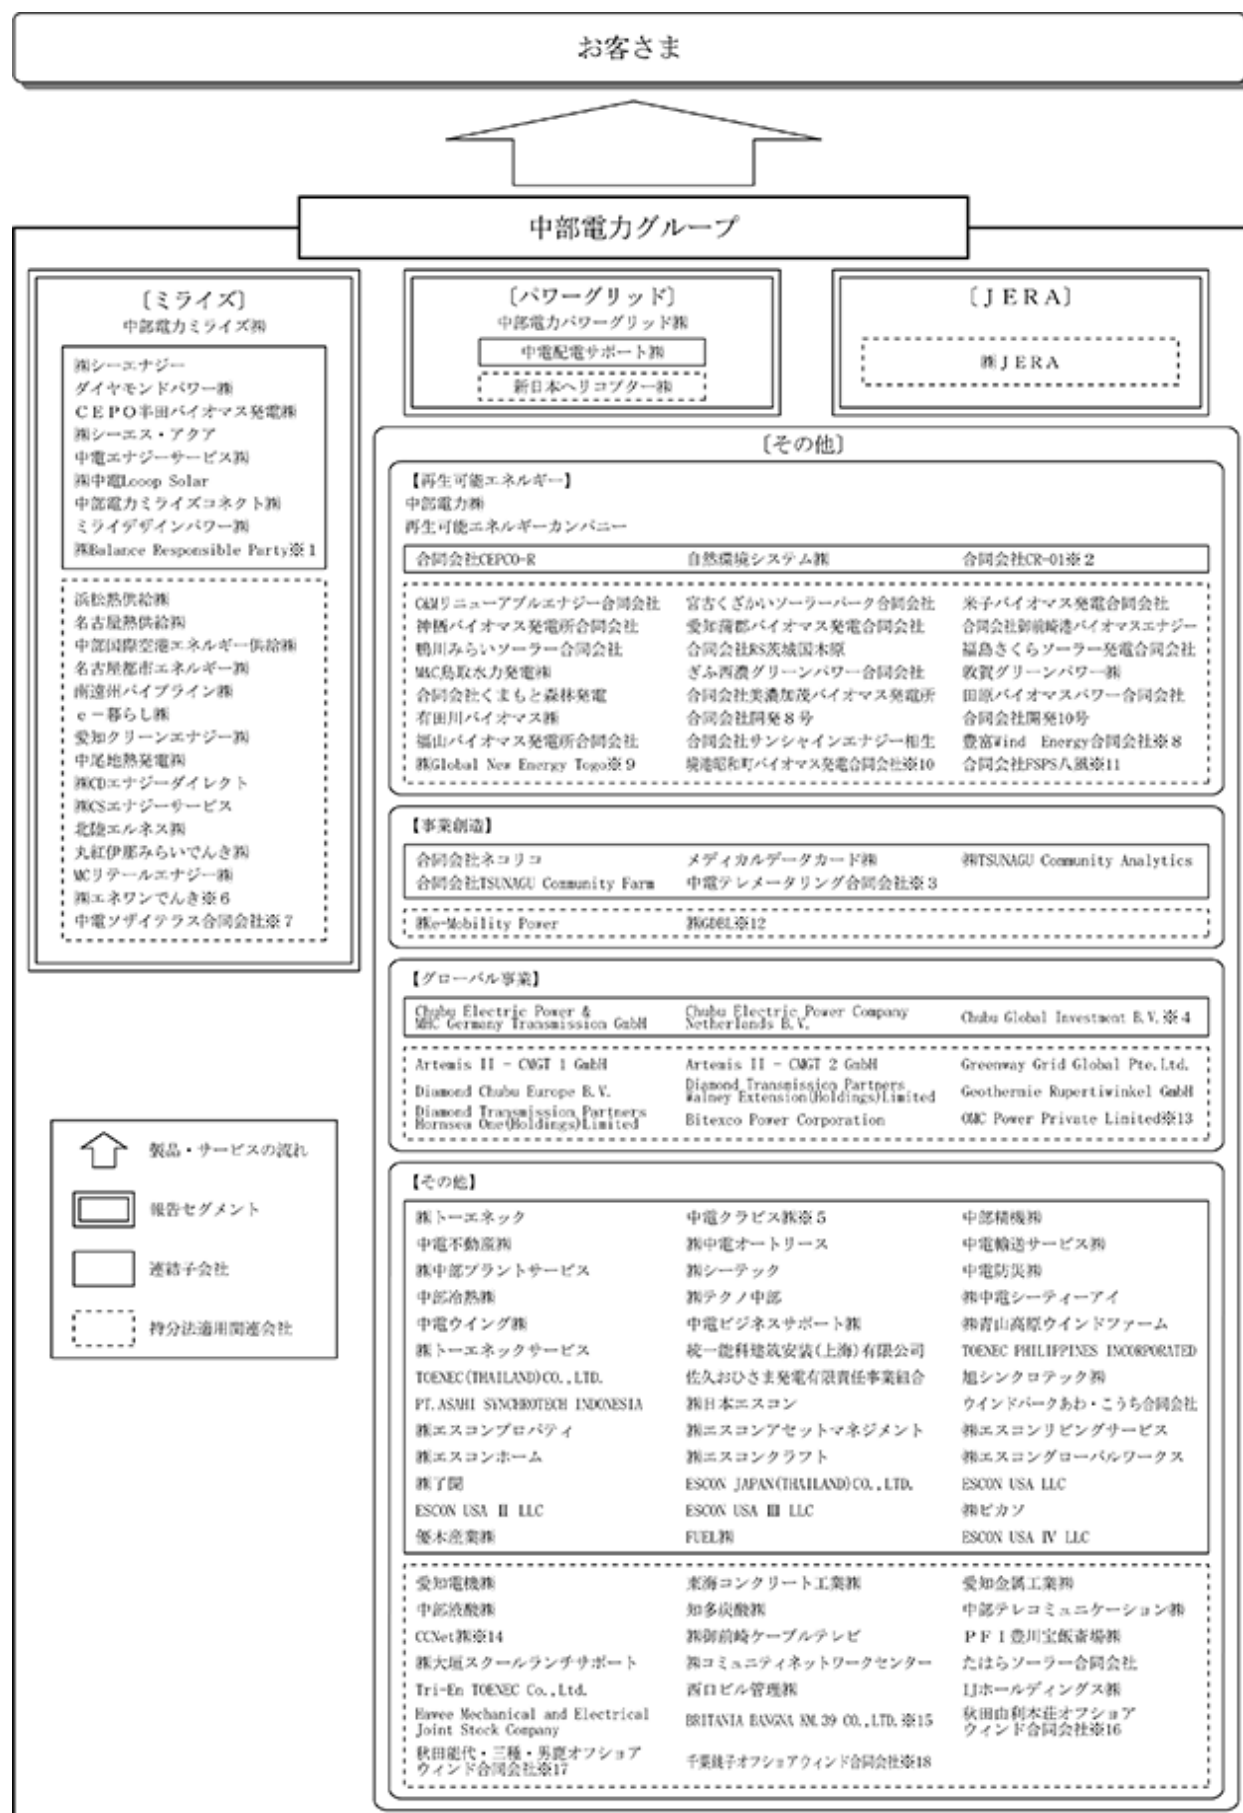 お客さま
中部電力グループ
〔ミライズ〕
中部電力ミライズ㈱
㈱シーエナジー
ダイヤモンドパワー㈱
CEPO半田バイオマス発電㈱
㈱シーエス・アクア
中電エナジーサービス㈱
㈱中電Looop Solar
中部電力ミライズコネクト㈱
ミライデザインパワー㈱
㈱Balance Responsible Party※1
浜松熱供給㈱
名古屋熱供給㈱
中部国際空港エネルギー供給㈱
名古屋都市エネルギー㈱
南遠州パイプライン㈱
e－暮らし㈱
愛知クリーンエナジー㈱
中尾地熱発電㈱
㈱CDエナジーダイレクト
㈱CSエナジーサービス
北陸エルネス㈱
丸紅伊那みらいでんき㈱
MCリテールエナジー㈱
㈱エネワンでんき※6
中電ソザイテラス合同会社※7
〔パワーグリッド〕
中部電力パワーグリッド㈱
中電配電サポート㈱
新日本ヘリコプター㈱
〔JERA〕
㈱JERA
〔その他〕
【再生可能エネルギー】
中部電力㈱
再生可能エネルギーカンパニー
合同会社CEPCO-R 自然環境システム㈱ 合同会社CR-01※2
C&Mリニューアブルエナジー合同会社 宮古くざかいソーラーパーク合同会社 米子バイオマス発電合同会社
神栖バイオマス発電所合同会社 愛知蒲郡バイオマス発電合同会社 合同会社御前崎港バイオマスエナジー
鴨川みらいソーラー合同会社 合同会社RS茨城国木原 福島さくらソーラー発電合同会社
M&C鳥取水力発電㈱ ぎふ西濃グリーンパワー合同会社 敦賀グリーンパワー㈱
合同会社くまもと森林発電 合同会社美濃加茂バイオマス発電所 田原バイオマスパワー合同会社
有田川バイオマス㈱ 合同会社開発8号 合同会社開発10号
福山バイオマス発電所合同会社 合同会社サンシャインエナジー相生 豊富Wind Energy合同会社※8
㈱Global New Energy Togo※9 境港昭和町バイオマス発電合同会社※10 合同会社FSPS八風※11
【事業創造】
合同会社ネコリコ メディカルデータカード㈱ ㈱TSUNAGU Community Analytics
合同会社TSUNAGU Community Farm 中電テレメータリング合同会社※3
㈱e-Mobility Power ㈱GDBL※12
【グローバル事業】
Chubu Electric Power & Chubu Electric Power Company Chubu Global Investment B.V.※4
MHC Germany Transmission GmbH Netherlands B.V.
Artemis II - CMGT 1 GmbH Artemis II - CMGT 2 GmbH Greenway Grid Global Pte.Ltd.
Diamond Chubu Europe B.V. Diamond Transmission Partners Geothermie Rupertiwinkel GmbH
Walney Extension(Holdings)Limited
Diamond Transmission Partners Bitexco Power Corporation OMC Power Private Limited※13
Hornsea One(Holdings)Limited
【その他】
㈱トーエネック 中電クラビス㈱※5 中部精機㈱
中電不動産㈱ ㈱中電オートリース 中電輸送サービス㈱
㈱中部プラントサービス ㈱シーテック 中電防災㈱
中部冷熱㈱ ㈱テクノ中部 ㈱中電シーティーアイ
中電ウイング㈱ 中電ビジネスサポート㈱ ㈱青山高原ウインドファーム
㈱トーエネックサービス 統一能科建筑安装(上海)有限公司 TOENEC PHILIPPINES INCORPORATED
TOENEC(THAILAND)CO.,LTD. 佐久おひさま発電有限責任事業組合 旭シンクロテック㈱
PT.ASAHI SYNCHROTECH INDONESIA ㈱日本エスコン ウインドパークあわ・こうち合同会社
㈱エスコンプロパティ ㈱エスコンアセットマネジメント ㈱エスコンリビングサービス
㈱エスコンホーム ㈱エスコンクラフト ㈱エスコングローバルワークス
㈱了聞 ESCON JAPAN(THAILAND)CO.,LTD. ESCON USA LLC
ESCON USA Ⅱ LLC ESCON USA Ⅲ LLC ㈱ピカソ
優木産業㈱ FUEL㈱ ESCON USA Ⅳ LLC
愛知電機㈱ 東海コンクリート工業㈱ 愛知金属工業㈱
中部液酸㈱ 知多炭酸㈱ 中部テレコミュニケーション㈱
CCNet㈱※14 ㈱御前崎ケーブルテレビ PFI豊川宝飯斎場㈱
㈱大垣スクールランチサポート ㈱コミュニティネットワークセンター たはらソーラー合同会社
Tri-En TOENEC Co.,Ltd. 西口ビル管理㈱ IJホールディングス㈱
Hawee Mechanical and Electrical BRITANIA BANGNA KM.39 CO.,LTD.※15 秋田由利本荘オフショア
Joint Stock Company ウィンド合同会社※16
秋田能代・三種・男鹿オフショア 千葉銚子オフショアウィンド合同会社※18
ウィンド合同会社※17
製品・サービスの流れ
報告セグメント
連結子会社
持分法適用関連会社